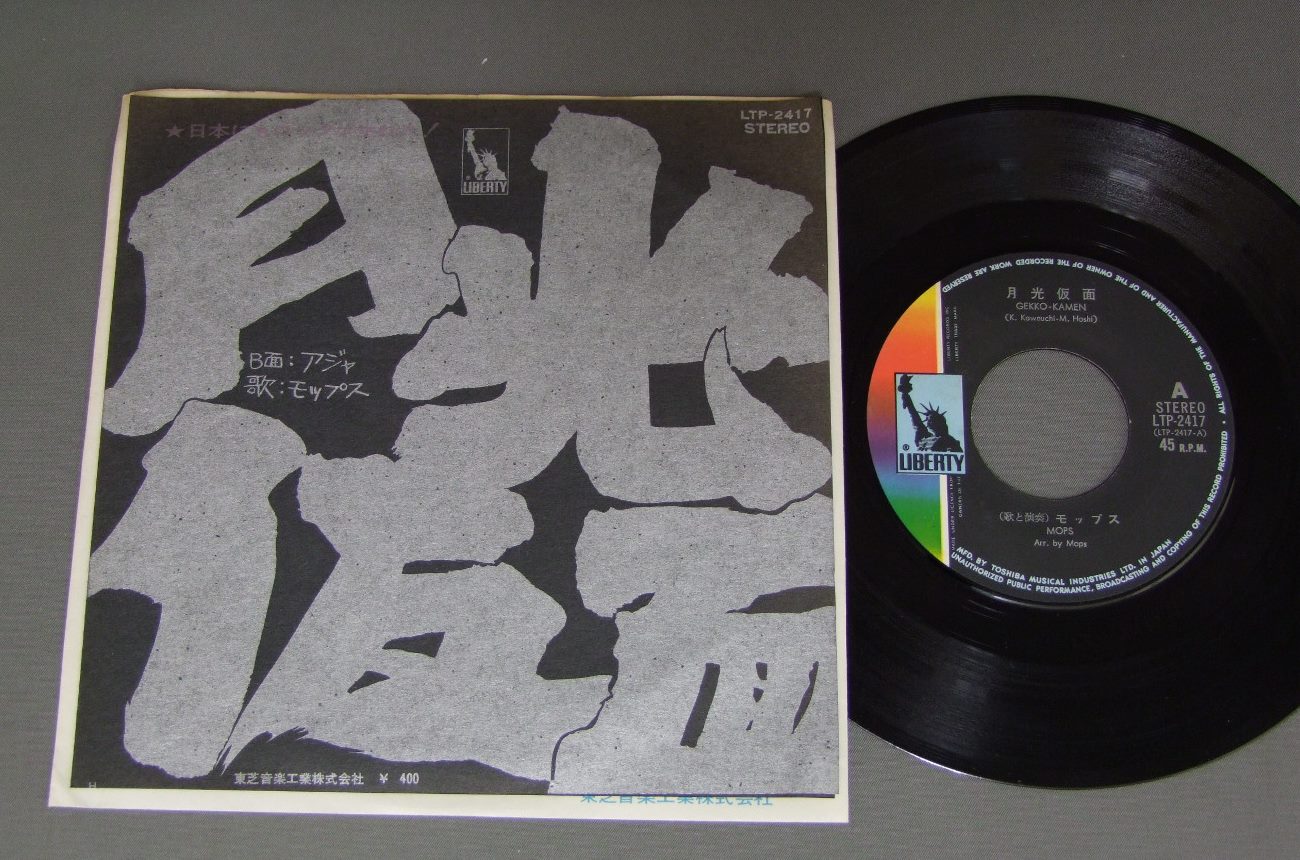 LTP-2417
STEREO
LIBERTY
月光仮面
B面:アジャ
歌:モップス
東芝音楽工業株式会社 ¥ 400
H
東芝音楽工業株式会社
月光仮面
GEKKO-KAMEN
(K. Kawauchi-M. Hoshi)
A
STEREO
LTP-2417
(LTP-2417-A)
45 R.P.M.
LIBERTY
(歌と演奏) モップス
MOPS
Arr. by Mops
MFD. BY TOSHIBA MUSICAL INDUSTRIES LTD. IN JAPAN
ALL RIGHTS OF THE MANUFACTURER AND OF THE OWNER OF THE RECORDED WORK ARE RESERVED
UNAUTHORIZED PUBLIC PERFORMANCE, BROADCASTING AND COPYING OF THIS RECORD PROHIBITED